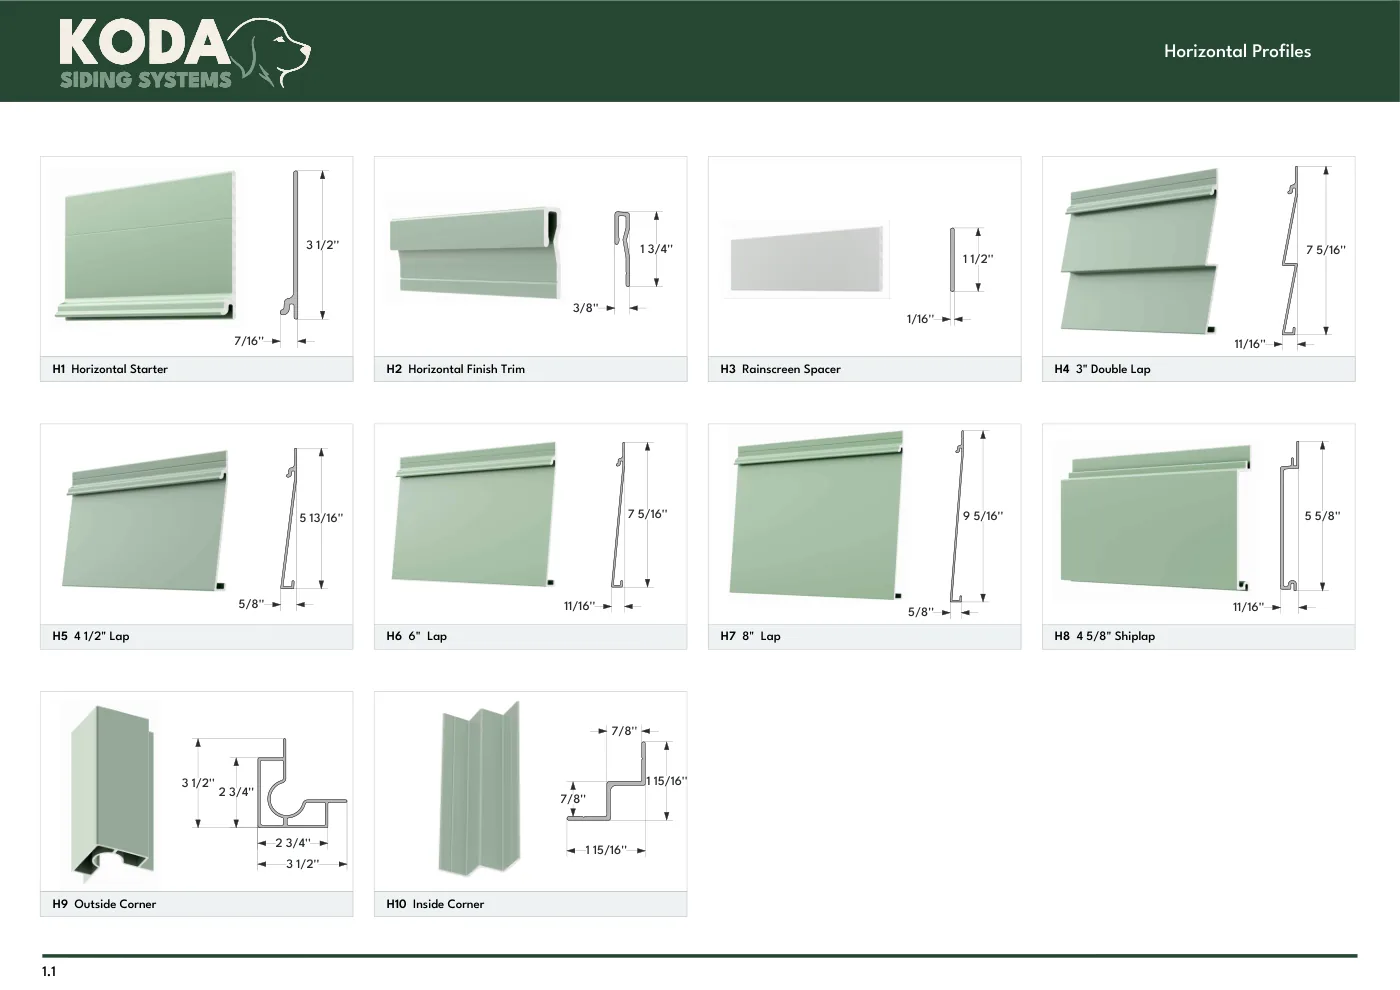 KODA
SIDING SYSTEMS
Horizontal Profiles
3 1/2"
7/16"
H1 Horizontal Starter
1 3/4"
3/8"
H2 Horizontal Finish Trim
1 1/2"
1/16"
H3 Rainscreen Spacer
7 5/16"
11/16"
H4 3" Double Lap
5 13/16"
5/8"
H5 4 1/2" Lap
7 5/16"
11/16"
H6 6" Lap
9 5/16"
5/8"
H7 8" Lap
5 5/8"
11/16"
H8 4 5/8" Shiplap
3 1/2"
2 3/4"
2 3/4"
3 1/2"
H9 Outside Corner
7/8"
1 15/16"
7/8"
1 15/16"
H10 Inside Corner
1.1